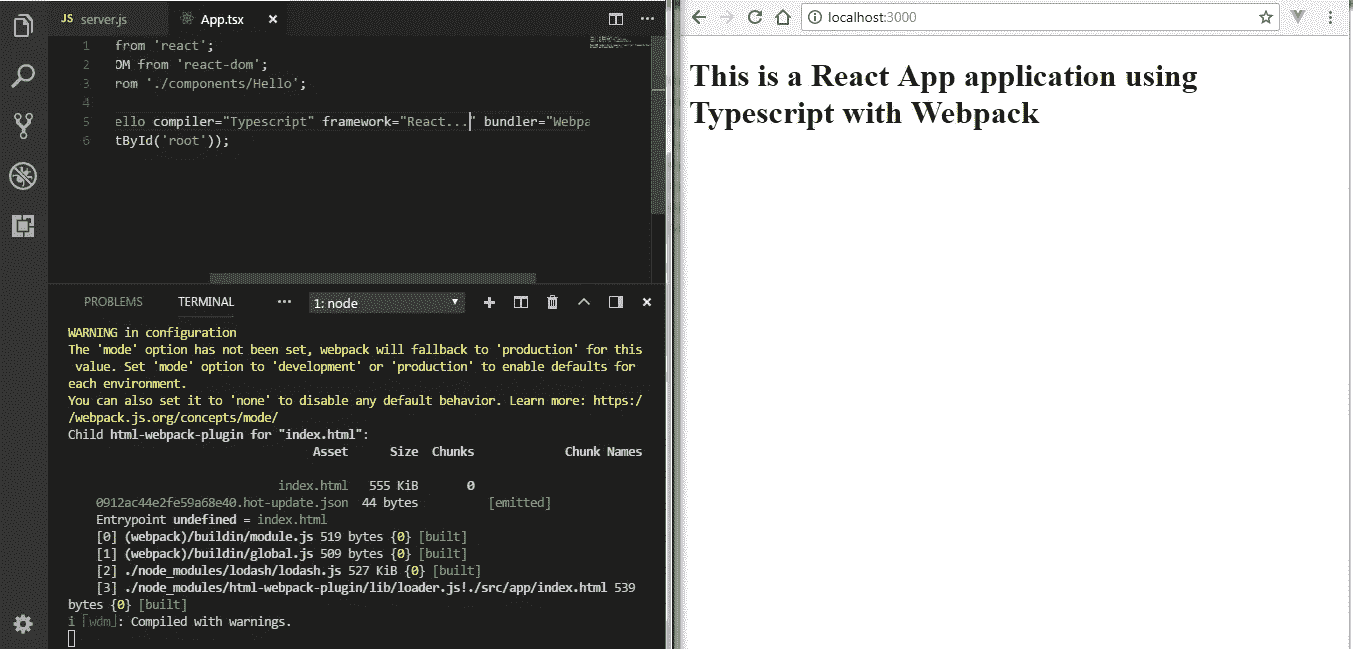 JS server.js App.tsx ×
1 from 'react';
2 OM from 'react-dom';
3 rom './components/Hello';
4
5 ello compiler="Typescript" framework="React..." bundler="Webpa
6 tById('root'));
PROBLEMS TERMINAL ... 1: node
WARNING in configuration
The 'mode' option has not been set, webpack will fallback to 'production' for this
value. Set 'mode' option to 'development' or 'production' to enable defaults for
each environment.
You can also set it to 'none' to disable any default behavior. Learn more: https:/
/webpack.js.org/concepts/mode/
Child html-webpack-plugin for "index.html":
Asset Size Chunks Chunk Names
index.html 555 KiB 0
0912ac44e2fe59a68e40.hot-update.json 44 bytes [emitted]
Entrypoint undefined = index.html
[0] (webpack)/buildin/module.js 519 bytes {0} [built]
[1] (webpack)/buildin/global.js 509 bytes {0} [built]
[2] ./node_modules/lodash/lodash.js 527 KiB {0} [built]
[3] ./node_modules/html-webpack-plugin/lib/loader.js!./src/app/index.html 539
bytes {0} [built]
i ｢wdm｣: Compiled with warnings.
localhost:3000
This is a React App application using
Typescript with Webpack